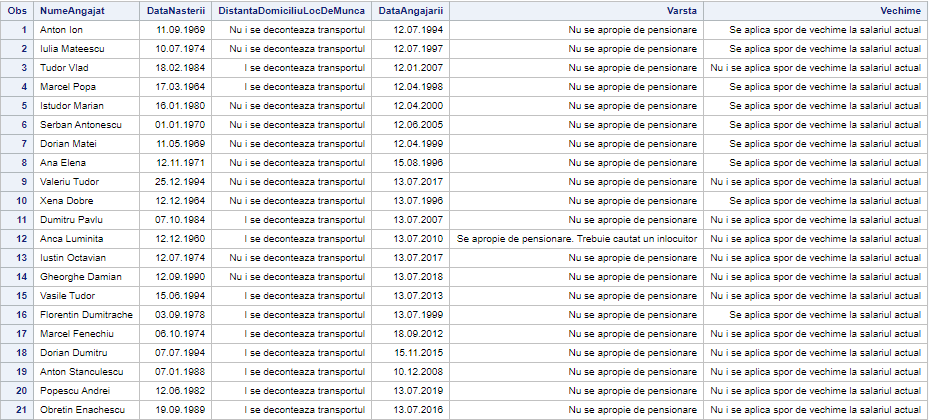 Obs NumeAngajat DataNasterii DistantaDomiciliuLocDeMunca DataAngajarii Varsta Vechime
1 Anton Ion 11.09.1969 Nu i se deconteaza transportul 12.07.1994 Nu se apropie de pensionare Se aplica spor de vechime la salariul actual
2 Iulia Mateescu 10.07.1974 Nu i se deconteaza transportul 12.07.1997 Nu se apropie de pensionare Se aplica spor de vechime la salariul actual
3 Tudor Vlad 18.02.1984 I se deconteaza transportul 12.01.2007 Nu se apropie de pensionare Nu i se aplica spor de vechime la salariul actual
4 Marcel Popa 17.03.1964 I se deconteaza transportul 12.04.1998 Nu se apropie de pensionare Se aplica spor de vechime la salariul actual
5 Istudor Marian 16.01.1980 Nu i se deconteaza transportul 12.04.2000 Nu se apropie de pensionare Se aplica spor de vechime la salariul actual
6 Serban Antonescu 01.01.1970 Nu i se deconteaza transportul 12.06.2005 Nu se apropie de pensionare Se aplica spor de vechime la salariul actual
7 Dorian Matei 11.05.1969 Nu i se deconteaza transportul 12.04.1999 Nu se apropie de pensionare Se aplica spor de vechime la salariul actual
8 Ana Elena 12.11.1971 Nu i se deconteaza transportul 15.08.1996 Nu se apropie de pensionare Se aplica spor de vechime la salariul actual
9 Valeriu Tudor 25.12.1994 Nu i se deconteaza transportul 13.07.2017 Nu se apropie de pensionare Nu i se aplica spor de vechime la salariul actual
10 Xena Dobre 12.12.1964 Nu i se deconteaza transportul 13.07.1996 Nu se apropie de pensionare Se aplica spor de vechime la salariul actual
11 Dumitru Pavlu 07.10.1984 I se deconteaza transportul 13.07.2007 Nu se apropie de pensionare Nu i se aplica spor de vechime la salariul actual
12 Anca Luminita 12.12.1960 I se deconteaza transportul 13.07.2010 Se apropie de pensionare. Trebuie cautat un inlocuitor Nu i se aplica spor de vechime la salariul actual
13 Iustin Octavian 12.07.1974 Nu i se deconteaza transportul 13.07.2017 Nu se apropie de pensionare Nu i se aplica spor de vechime la salariul actual
14 Gheorghe Damian 12.09.1990 Nu i se deconteaza transportul 13.07.2018 Nu se apropie de pensionare Nu i se aplica spor de vechime la salariul actual
15 Vasile Tudor 15.06.1994 I se deconteaza transportul 13.07.2013 Nu se apropie de pensionare Nu i se aplica spor de vechime la salariul actual
16 Florentin Dumitrache 03.09.1978 I se deconteaza transportul 13.07.1999 Nu se apropie de pensionare Se aplica spor de vechime la salariul actual
17 Marcel Fenechiu 06.10.1974 I se deconteaza transportul 18.09.2012 Nu se apropie de pensionare Nu i se aplica spor de vechime la salariul actual
18 Dorian Dumitru 07.07.1994 I se deconteaza transportul 15.11.2015 Nu se apropie de pensionare Nu i se aplica spor de vechime la salariul actual
19 Anton Stanculescu 07.01.1988 I se deconteaza transportul 10.12.2008 Nu se apropie de pensionare Nu i se aplica spor de vechime la salariul actual
20 Popescu Andrei 12.06.1982 I se deconteaza transportul 13.07.2019 Nu se apropie de pensionare Nu i se aplica spor de vechime la salariul actual
21 Obretin Enachescu 19.09.1989 I se deconteaza transportul 13.07.2016 Nu se apropie de pensionare Nu i se aplica spor de vechime la salariul actual